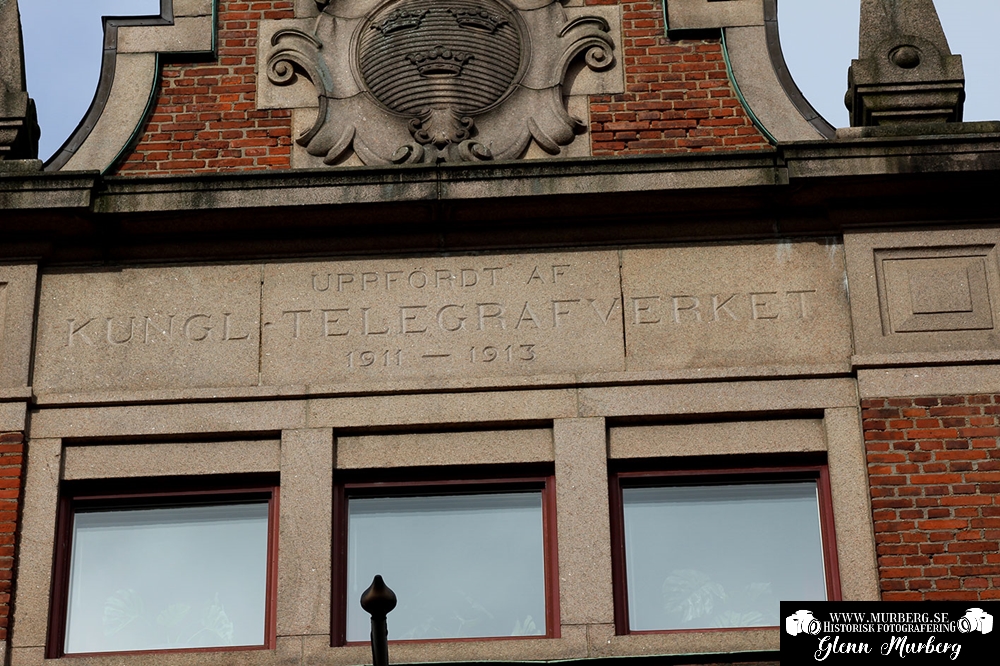 UPPFÖRDT AF
KUNGL. TELEGRAFVERKET
1911 — 1913
WWW.MURBERG.SE
HISTORISK FOTOGRAFERING
Glenn Murberg